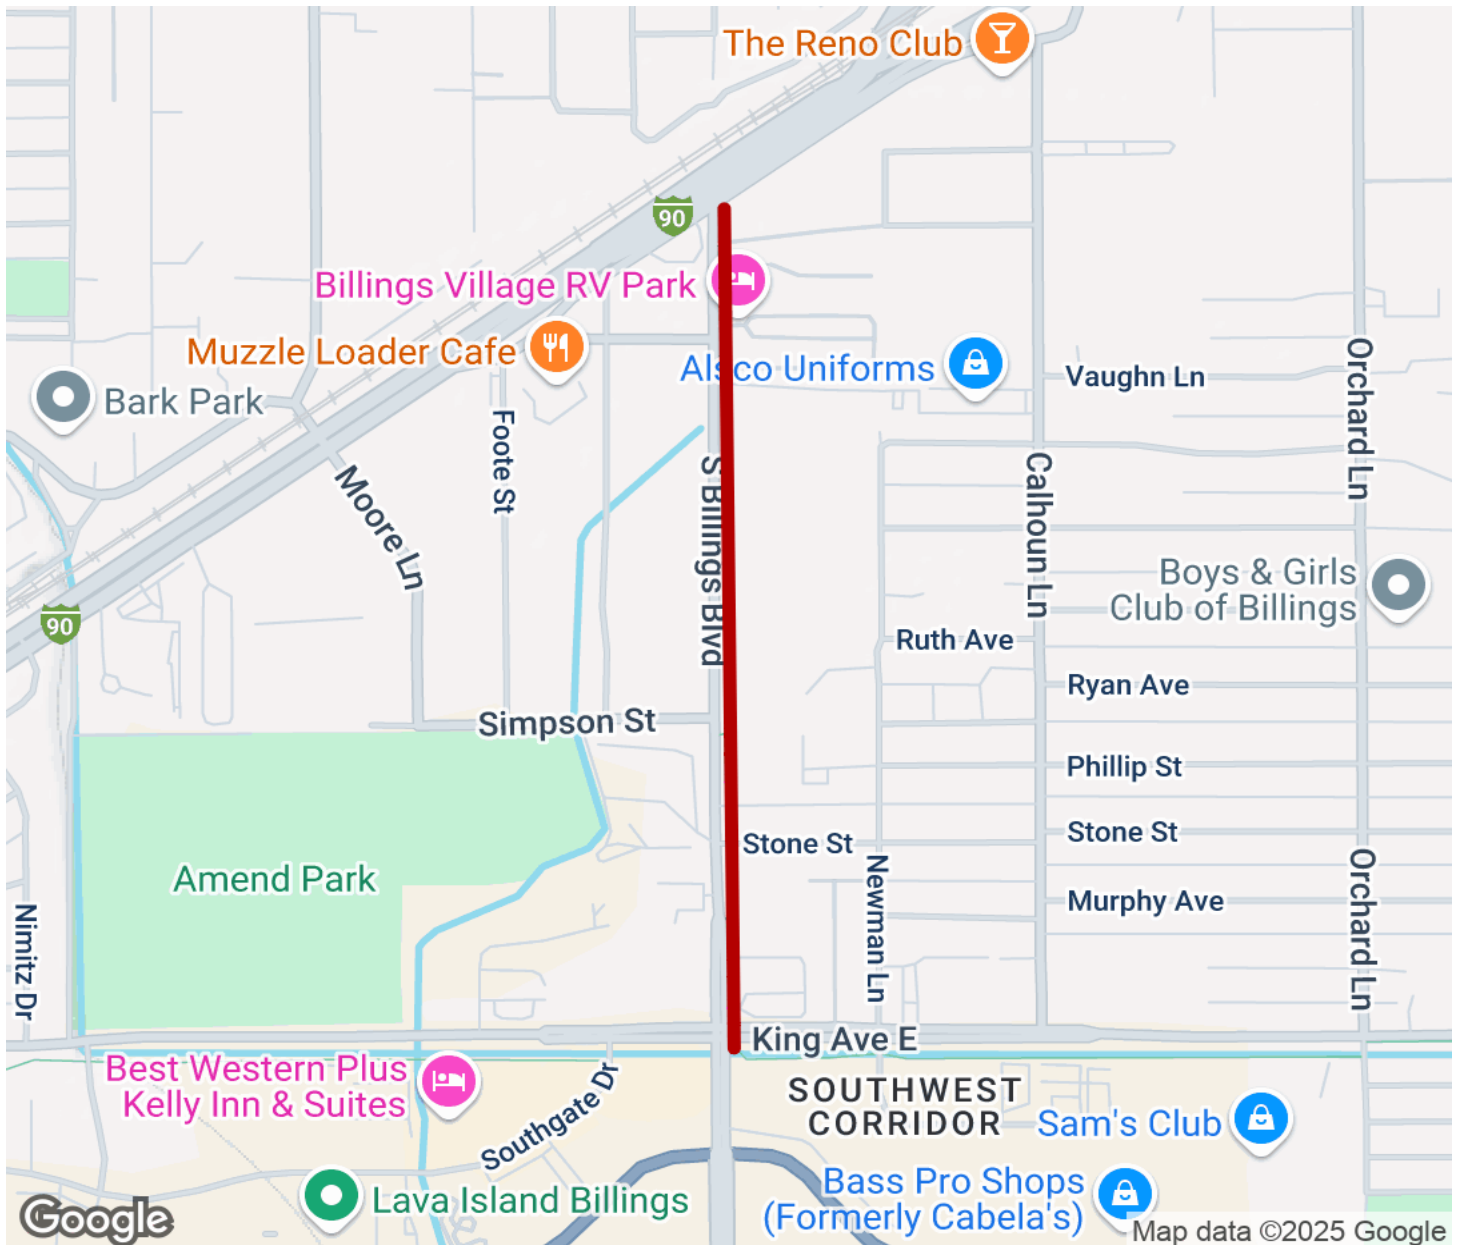 The Reno Club
90
Billings Village RV Park
Muzzle Loader Cafe
Alsco Uniforms
Vaughn Ln
Orchard Ln
Bark Park
Foote St
S Billings Blvd
Calhoun Ln
Moore Ln
Boys & Girls
Club of Billings
90
Ruth Ave
Ryan Ave
Simpson St
Phillip St
Stone St
Stone St
Amend Park
Newman Ln
Murphy Ave
Orchard Ln
Nimitz Dr
King Ave E
Best Western Plus
Kelly Inn & Suites
Southgate Dr
SOUTHWEST
CORRIDOR
Sam's Club
Bass Pro Shops
(Formerly Cabela's)
Lava Island Billings
Google
Map data ©2025 Google